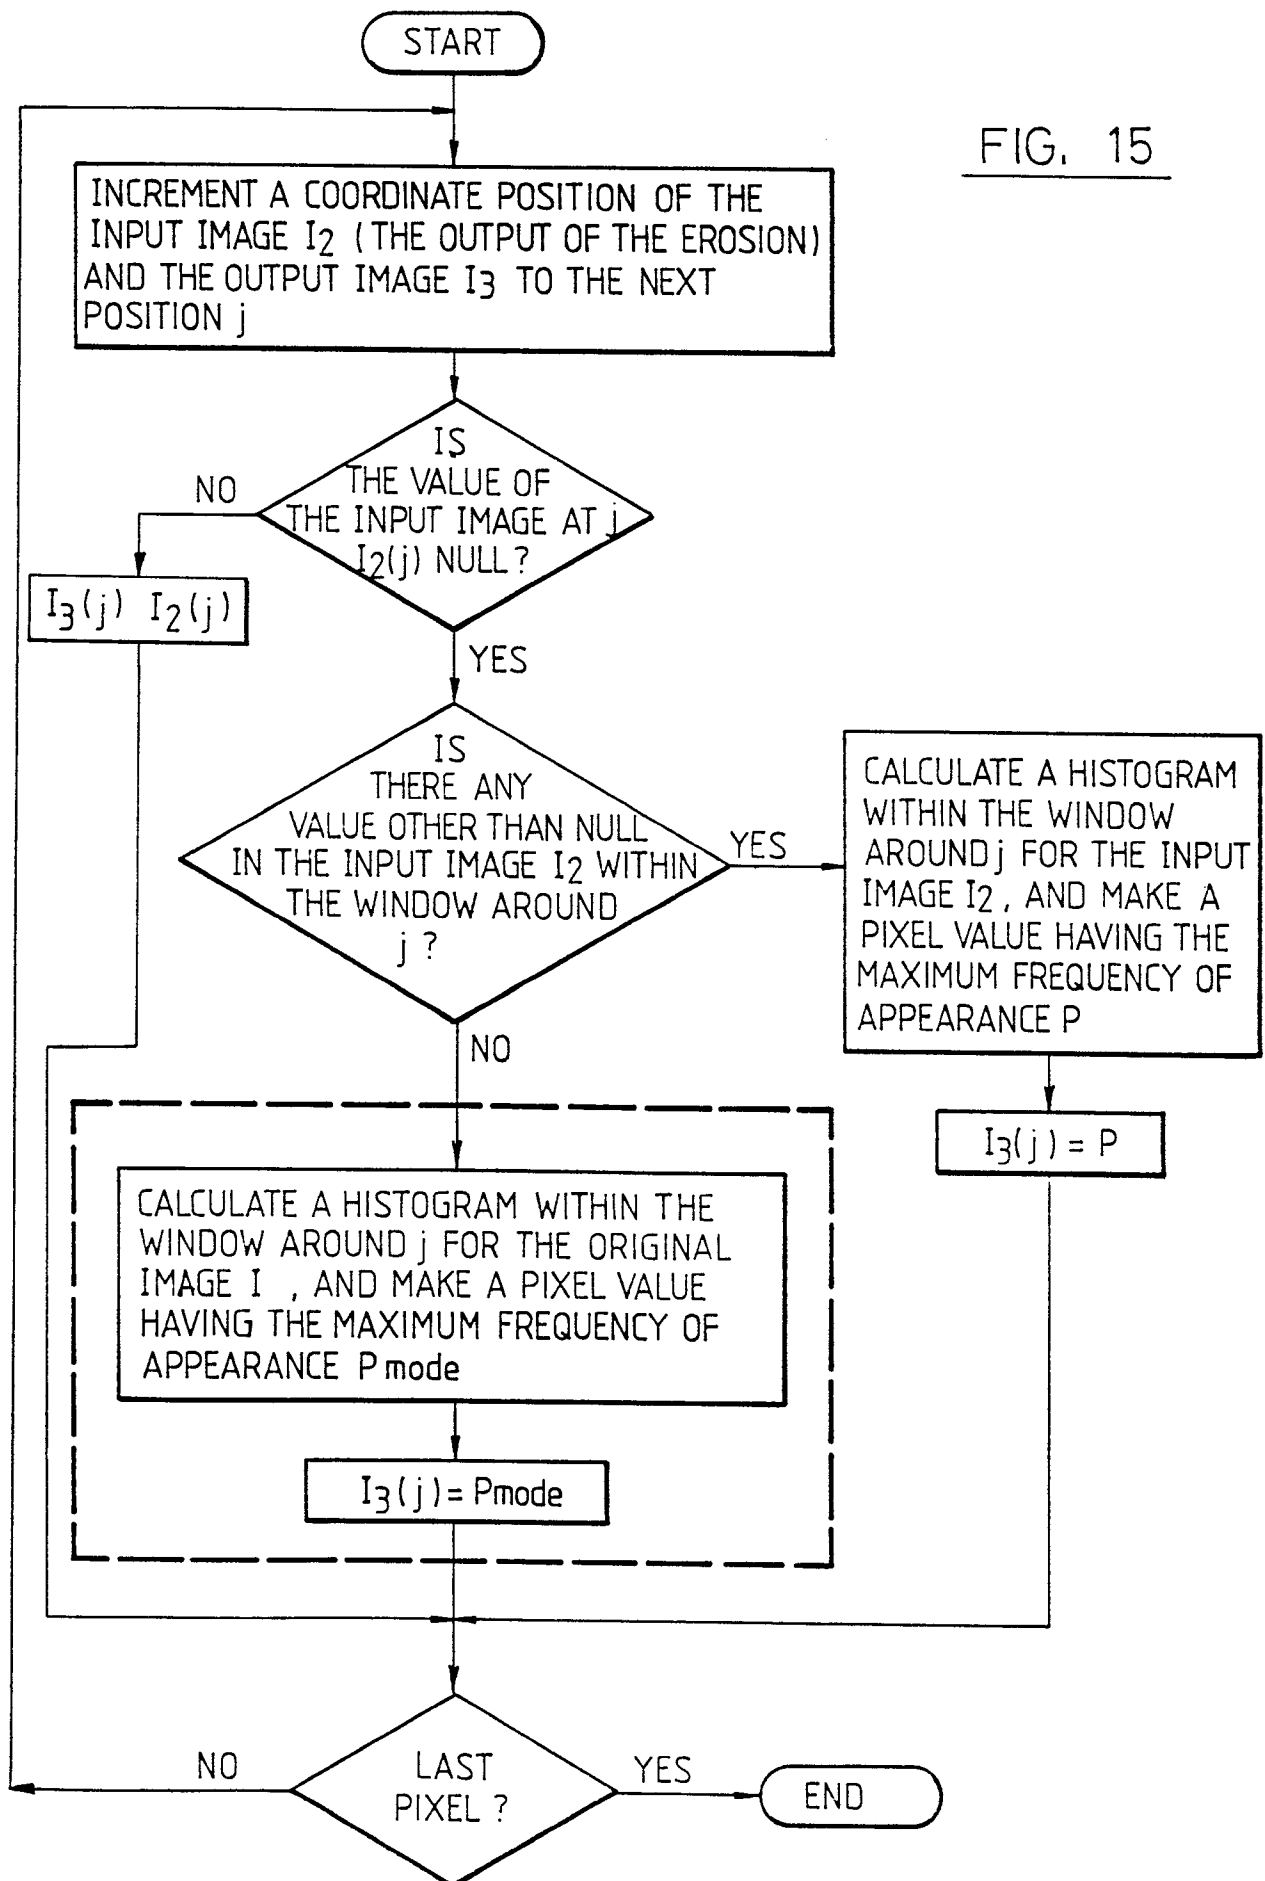 START
FIG. 15
INCREMENT A COORDINATE POSITION OF THE
INPUT IMAGE I2 (THE OUTPUT OF THE EROSION)
AND THE OUTPUT IMAGE I3 TO THE NEXT
POSITION j
IS
THE VALUE OF
THE INPUT IMAGE AT j
I2(j) NULL?
NO
I3(j) I2(j)
YES
IS
THERE ANY
VALUE OTHER THAN NULL
IN THE INPUT IMAGE I2 WITHIN
THE WINDOW AROUND
j?
YES
CALCULATE A HISTOGRAM
WITHIN THE WINDOW
AROUND j FOR THE INPUT
IMAGE I2, AND MAKE A
PIXEL VALUE HAVING THE
MAXIMUM FREQUENCY OF
APPEARANCE P
I3(j) = P
NO
CALCULATE A HISTOGRAM WITHIN THE
WINDOW AROUND j FOR THE ORIGINAL
IMAGE I , AND MAKE A PIXEL VALUE
HAVING THE MAXIMUM FREQUENCY OF
APPEARANCE Pmode
I3(j) = Pmode
LAST
PIXEL?
NO
YES
END